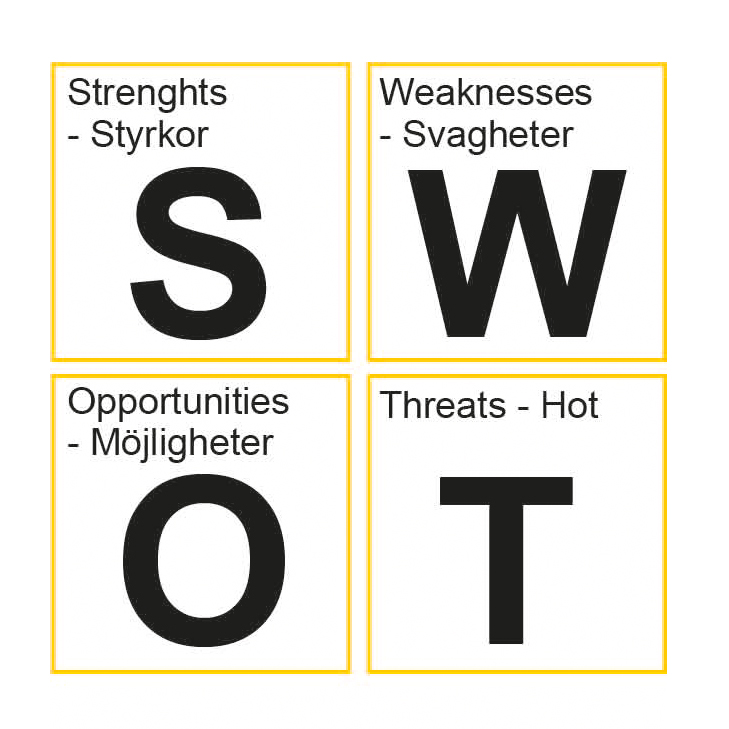 Strenghts
- Styrkor
S
Weaknesses
- Svagheter
W
Opportunities
- Möjligheter
O
Threats - Hot
T